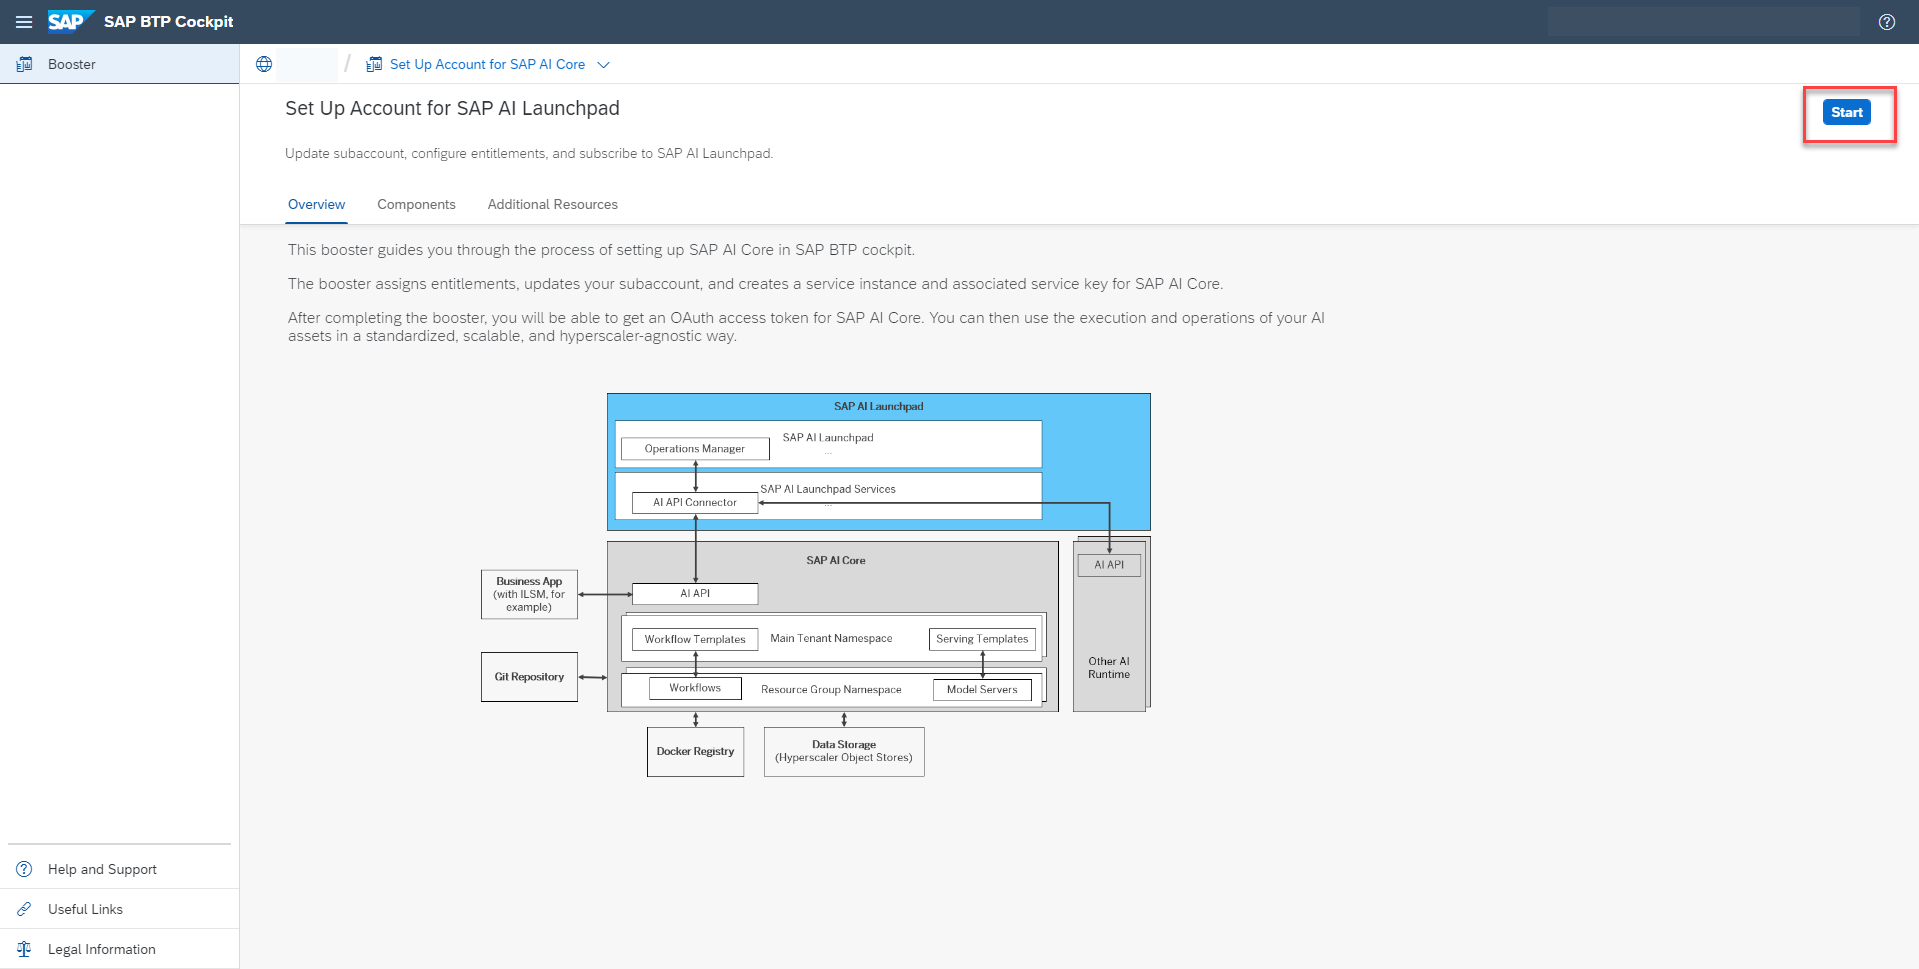 SAP SAP BTP Cockpit
Booster
Set Up Account for SAP AI Core
Set Up Account for SAP AI Launchpad
Start
Update subaccount, configure entitlements, and subscribe to SAP AI Launchpad.
Overview Components Additional Resources
This booster guides you through the process of setting up SAP AI Core in SAP BTP cockpit.
The booster assigns entitlements, updates your subaccount, and creates a service instance and associated service key for SAP AI Core.
After completing the booster, you will be able to get an OAuth access token for SAP AI Core. You can then use the execution and operations of your AI
assets in a standardized, scalable, and hyperscaler-agnostic way.
SAP AI Launchpad
SAP AI Launchpad
...
Operations Manager
SAP AI Launchpad Services
...
AI API Connector
SAP AI Core
AI API
Business App
(with ILSM, for
example)
AI API
Workflow Templates
Main Tenant Namespace
Serving Templates
Other AI
Runtime
Git Repository
Workflows
Resource Group Namespace
Model Servers
Docker Registry
Data Storage
(Hyperscaler Object Stores)
Help and Support
Useful Links
Legal Information